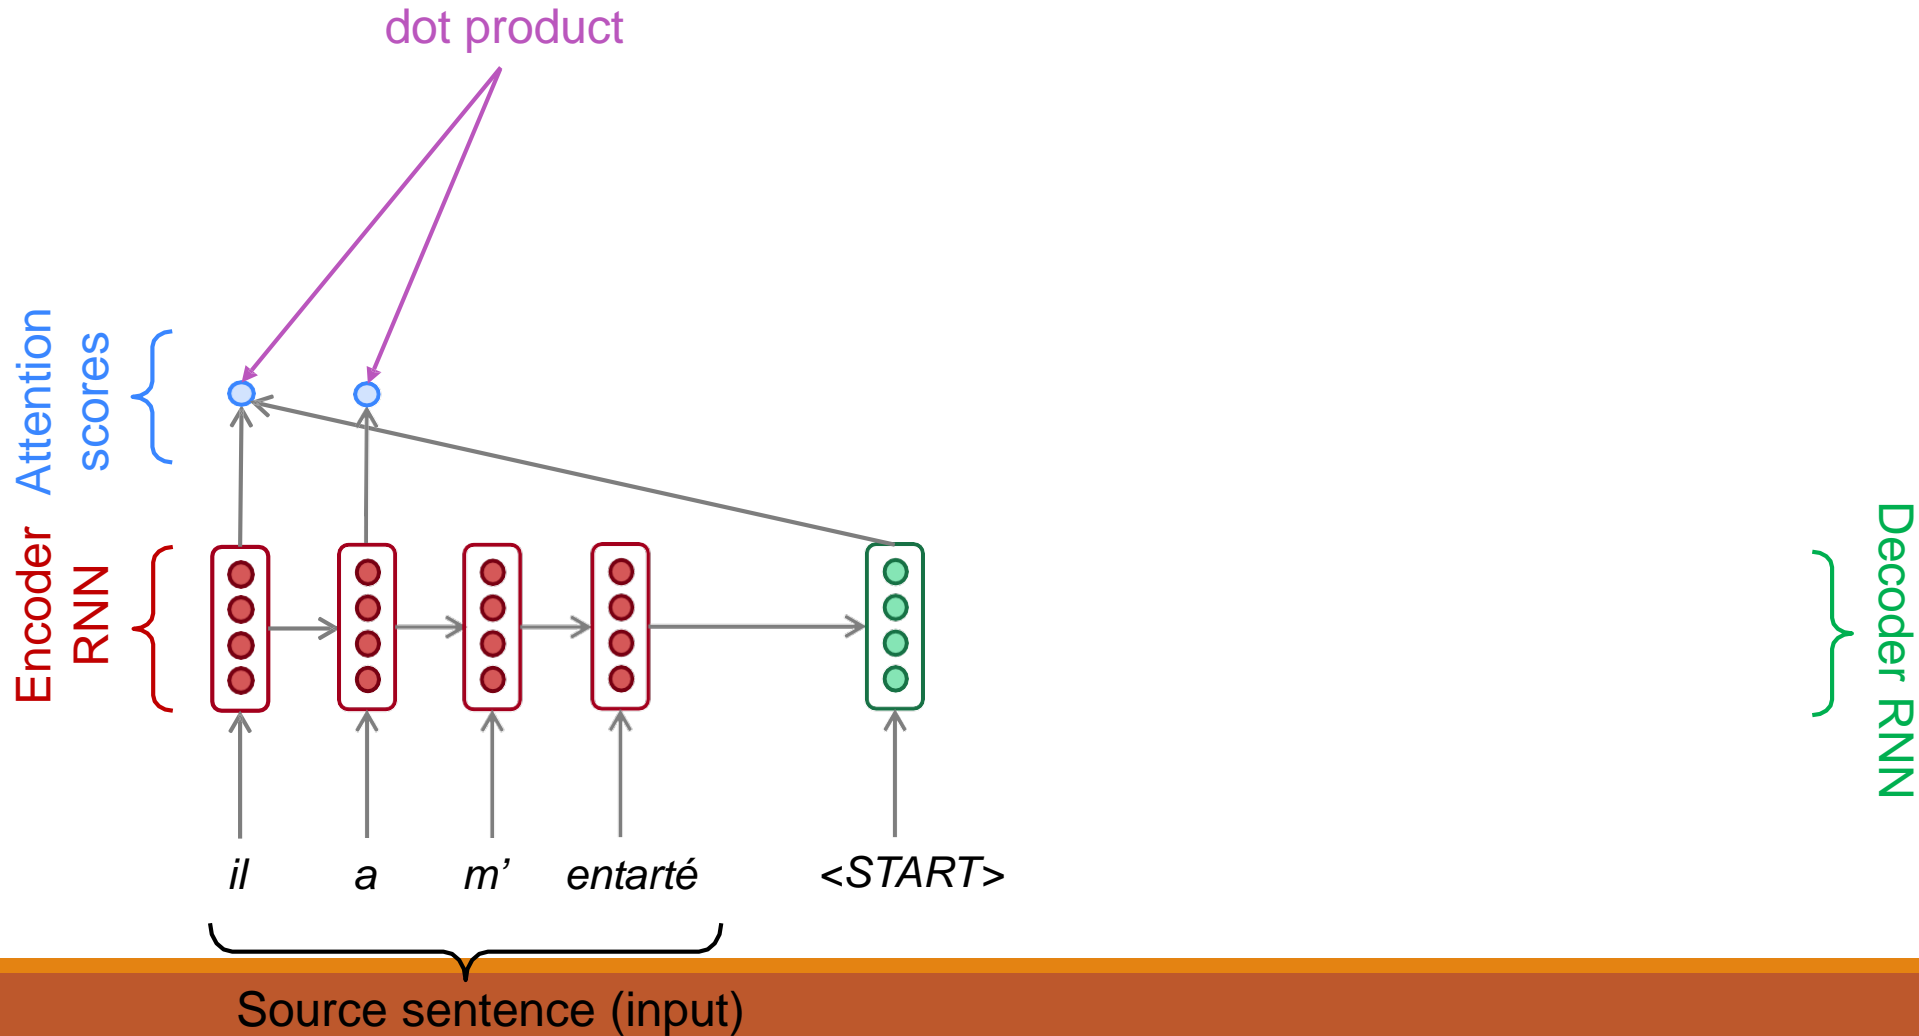 dot product
Attention
scores
Encoder
RNN
Decoder RNN
il a m’ entarté <START>
Source sentence (input)